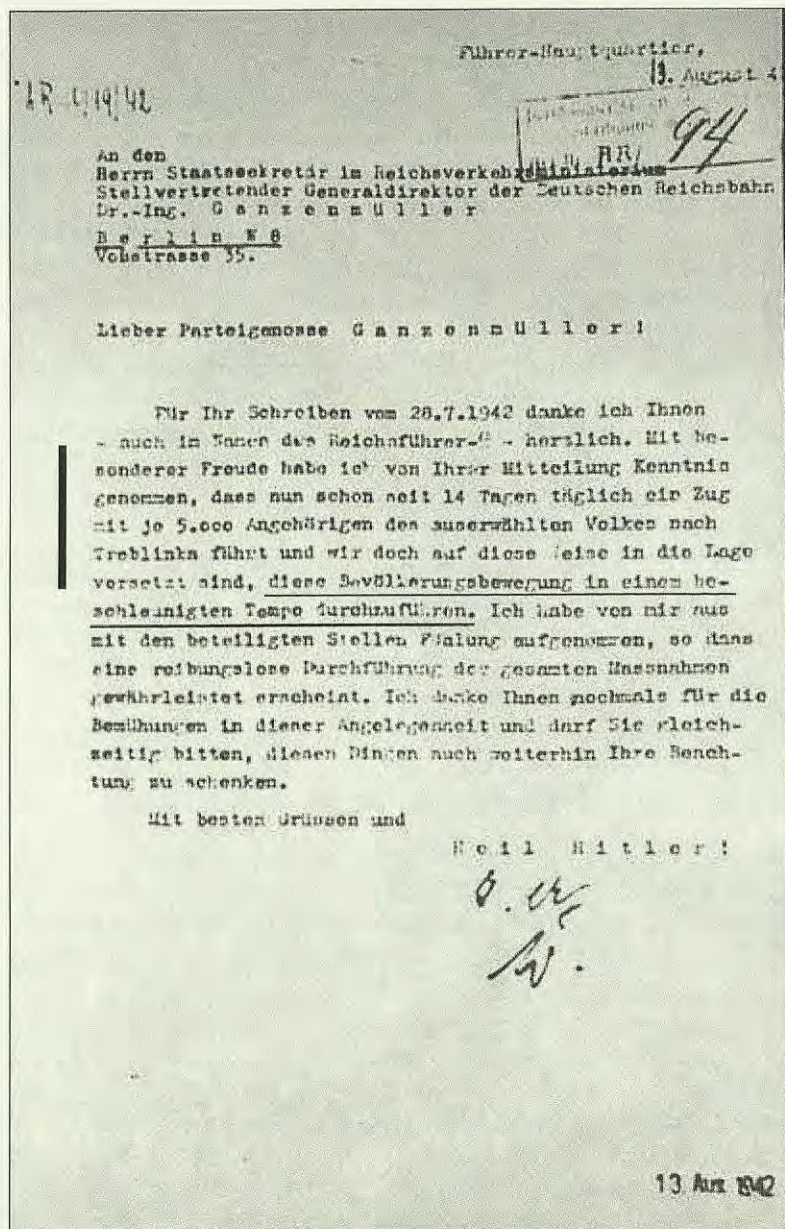 Führer-Hauptquartier,
13. August 4
AR 4/19/42
AR/ 94
An den
Herrn Staatssekretär im Reichsverkehrsministerium
Stellvertretender Generaldirektor der Deutschen Reichsbahn
Dr.-Ing. G a n z e n m ü l l e r
B e r l i n W 8
Vohstrasse 35.
Lieber Parteigenosse G a n z e n m ü l l e r !
Für Ihr Schreiben vom 28.7.1942 danke ich Ihnen
- auch im Namen des Reichsführer-SS - herzlich. Mit be-
sonderer Freude habe ich von Ihrer Mitteilung Kenntnis
genommen, dass nun schon seit 14 Tagen täglich ein Zug
mit je 5.000 Angehörigen des auserwählten Volkes nach
Treblinka führt und wir doch auf diese Weise in die Lage
versetzt sind, diese Bevölkerungsbewegung in einem be-
schleunigten Tempo durchzuführen. Ich habe von mir aus
mit den beteiligten Stellen Fühlung aufgenommen, so dass
eine reibungslose Durchführung der gesamten Massnahmen
gewährleistet erscheint. Ich danke Ihnen nochmals für die
Bemühungen in dieser Angelegenheit und darf Sie gleich-
zeitig bitten, diesen Dingen auch weiterhin Ihre Beach-
tung zu schenken.
Mit besten Grüssen und
H e i l H i t l e r !
W.
13 Aug. 1942